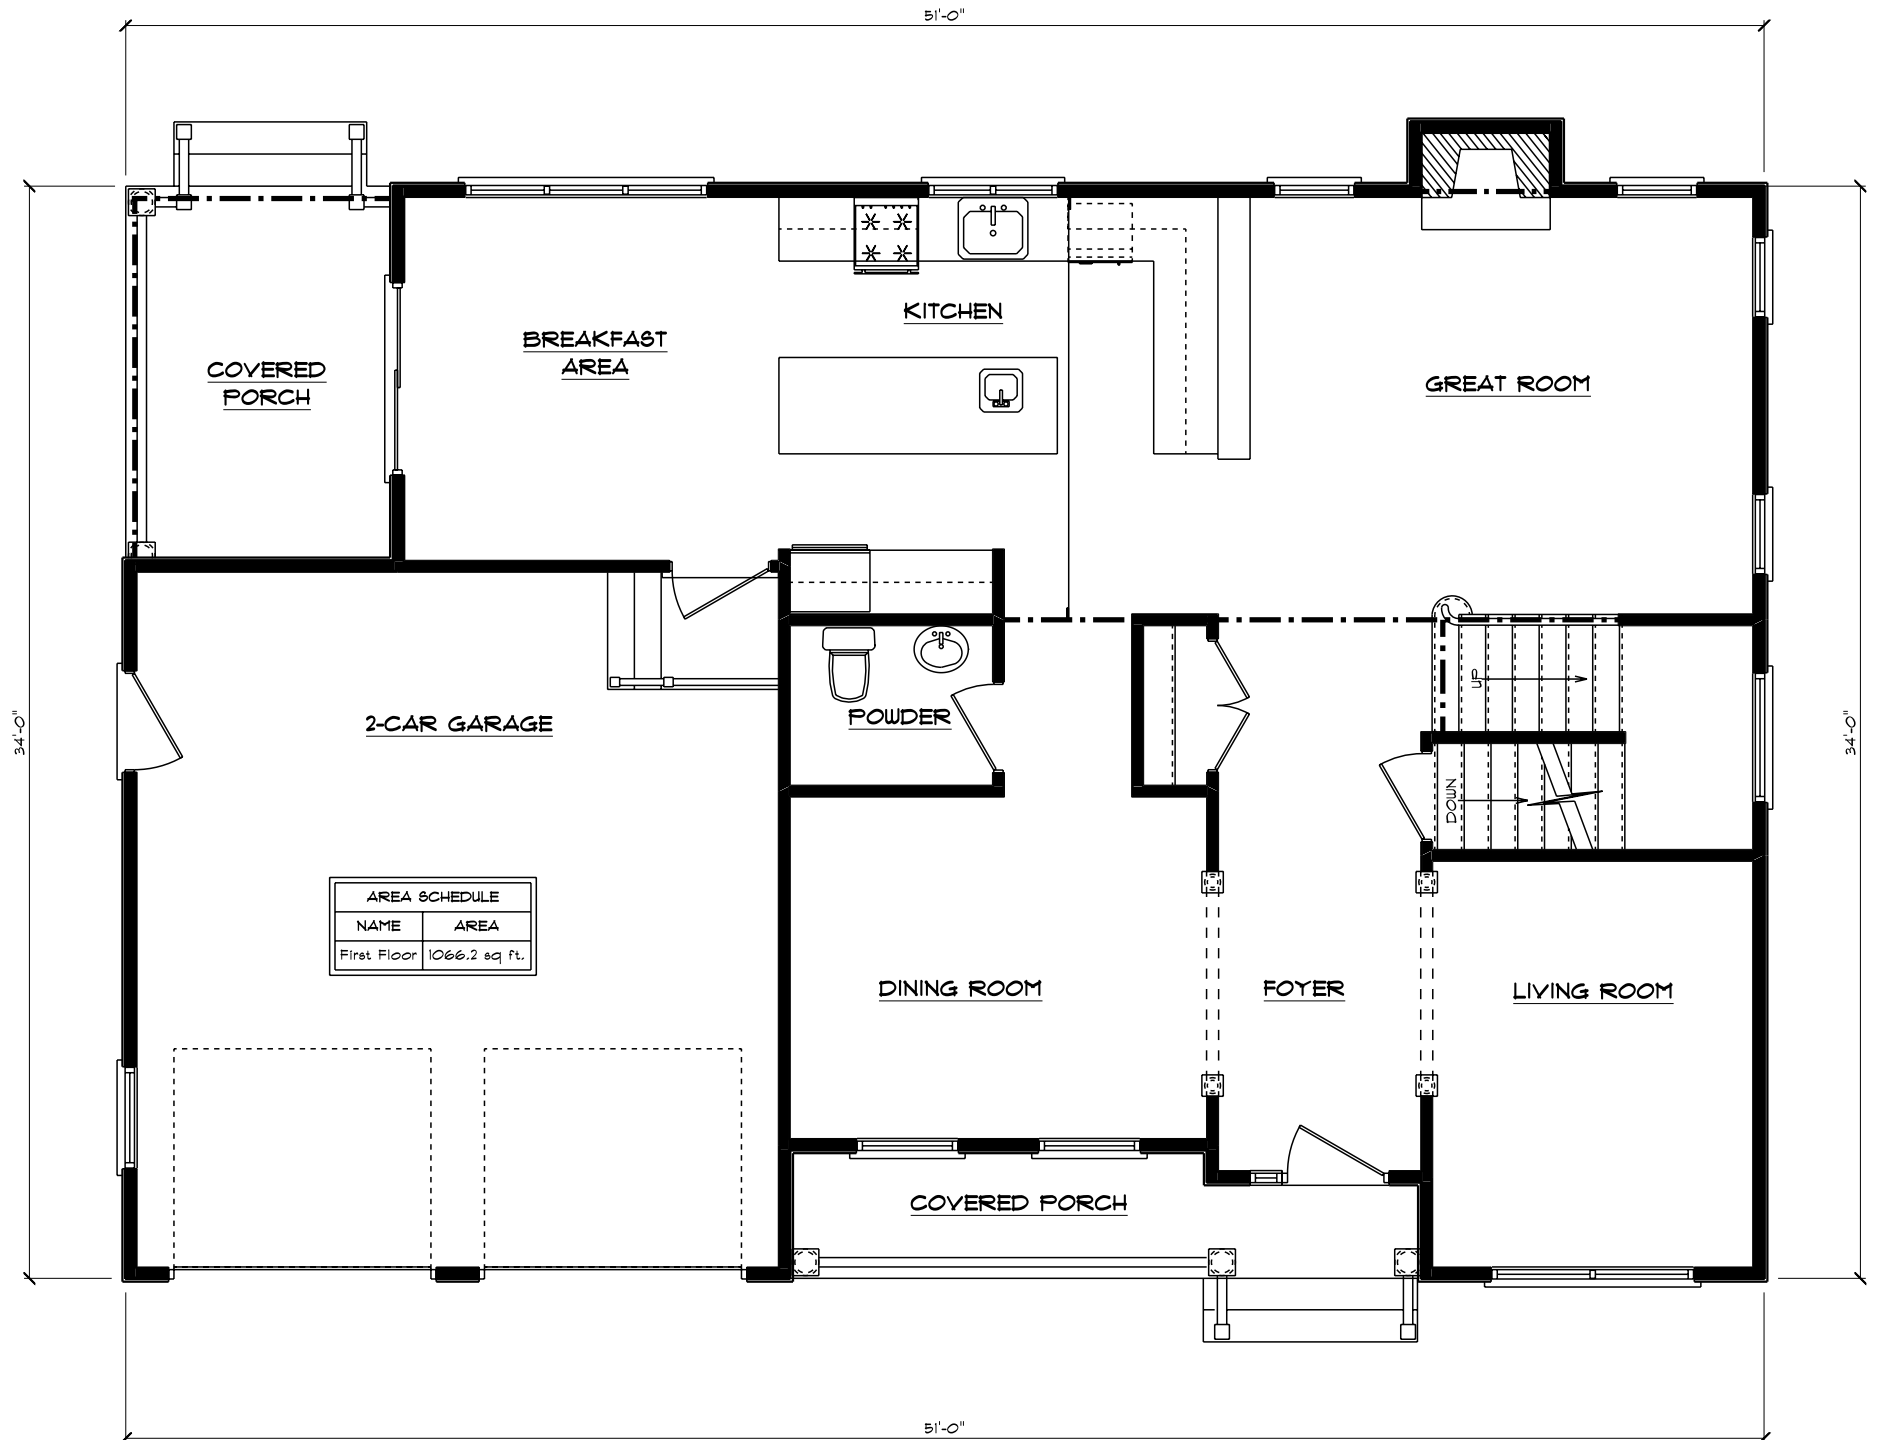 51'-0"
KITCHEN
BREAKFAST
AREA
COVERED
PORCH
GREAT ROOM
UP
POWDER
2-CAR GARAGE
34'-0"
34'-0"
DOWN
AREA SCHEDULE
NAME AREA
First Floor 1066.2 sq ft.
DINING ROOM
FOYER
LIVING ROOM
COVERED PORCH
51'-0"